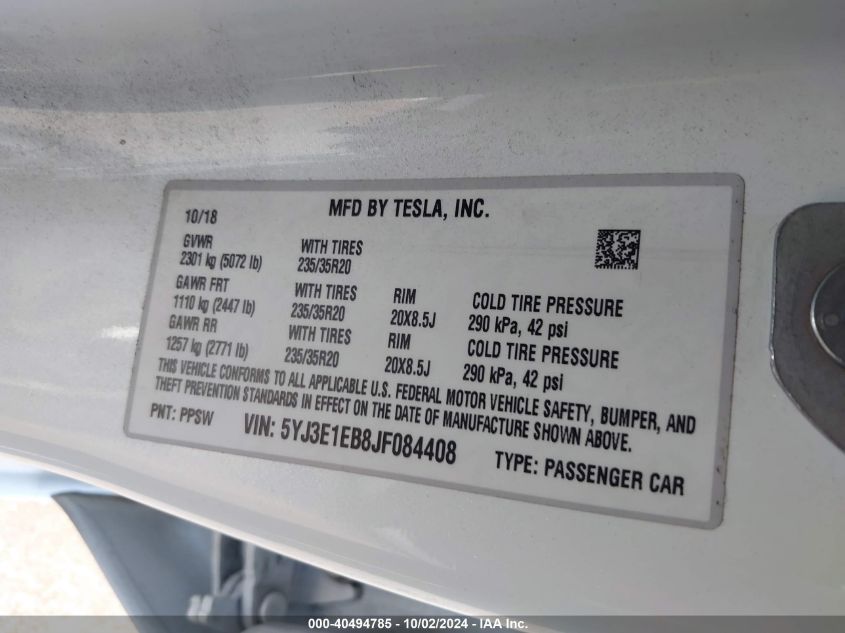 MFD BY TESLA, INC.
10/18
GVWR
2301 kg (5072 lb)
WITH TIRES
235/35R20
GAWR FRT
1110 kg (2447 lb)
WITH TIRES
235/35R20
RIM
20X8.5J
COLD TIRE PRESSURE
290 kPa, 42 psi
GAWR RR
1257 kg (2771 lb)
WITH TIRES
235/35R20
RIM
20X8.5J
COLD TIRE PRESSURE
290 kPa, 42 psi
THIS VEHICLE CONFORMS TO ALL APPLICABLE U.S. FEDERAL MOTOR VEHICLE SAFETY, BUMPER, AND
THEFT PREVENTION STANDARDS IN EFFECT ON THE DATE OF MANUFACTURE SHOWN ABOVE.
PNT: PPSW
VIN: 5YJ3E1EB8JF084408
TYPE: PASSENGER CAR
000-40494785 - 10/02/2024 - IAA Inc.